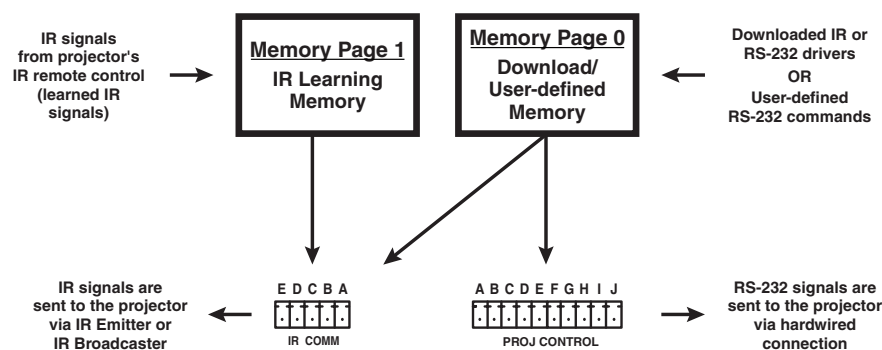 IR signals
from projector's
IR remote control
(learned IR
signals)
Memory Page 1
IR Learning
Memory
Memory Page 0
Download/
User-defined
Memory
Downloaded IR or
RS-232 drivers
OR
User-defined
RS-232 commands
IR signals are
sent to the projector
via IR Emitter or
IR Broadcaster
E D C B A
IR COMM
A B C D E F G H I J
PROJ CONTROL
RS-232 signals are
sent to the projector
via hardwired
connection